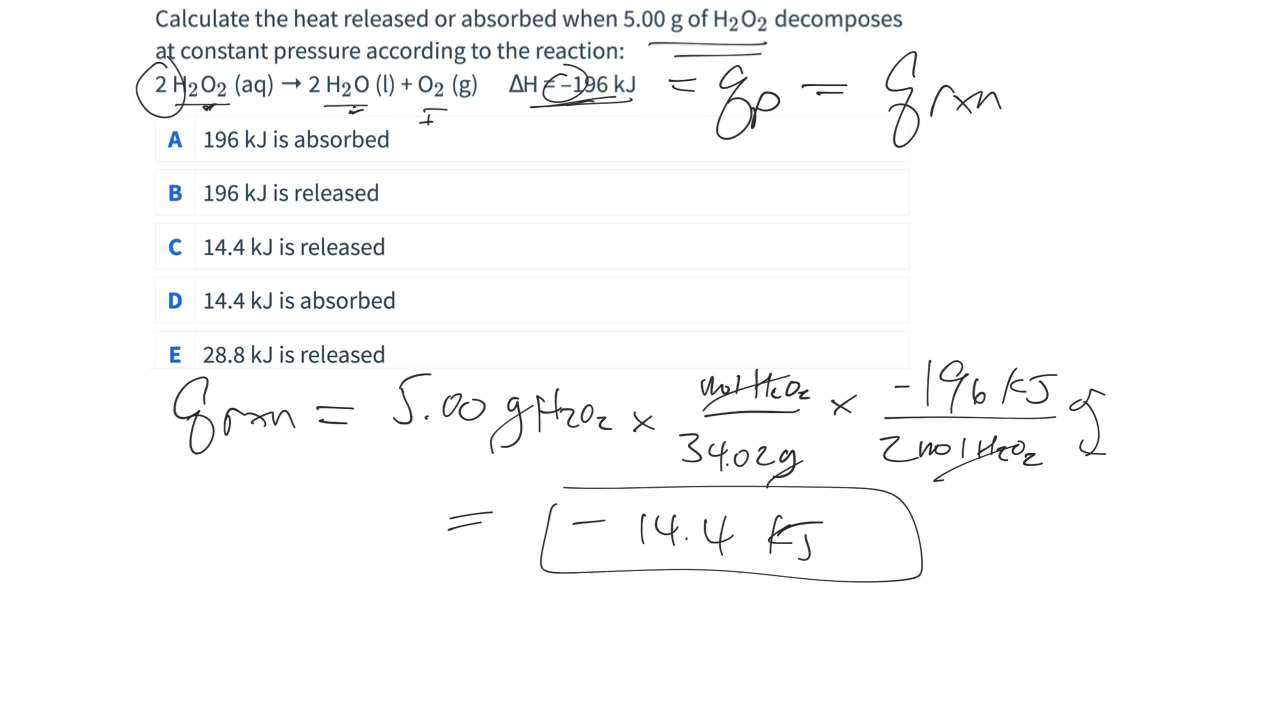 Calculate the heat released or absorbed when 5.00 g of H₂O₂ decomposes
at constant pressure according to the reaction:
2 H₂O₂ (aq) → 2 H₂O (l) + O₂ (g) ΔH = −196 kJ = qp = qrxn
A 196 kJ is absorbed
B 196 kJ is released
C 14.4 kJ is released
D 14.4 kJ is absorbed
E 28.8 kJ is released
qrxn = 5.00 g H₂O₂ × mol H₂O₂ / 34.02 g × -196 kJ / 2 mol H₂O₂
= - 14.4 kJ